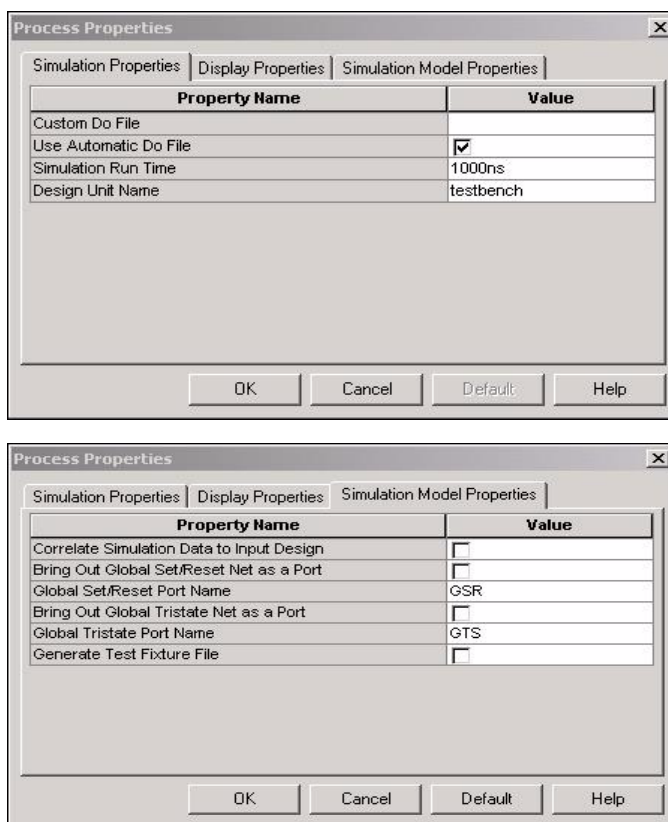 Process Properties
Simulation Properties Display Properties Simulation Model Properties
Property Name Value
Custom Do File
Use Automatic Do File
Simulation Run Time 1000ns
Design Unit Name testbench
OK Cancel Default Help
Process Properties
Simulation Properties Display Properties Simulation Model Properties
Property Name Value
Correlate Simulation Data to Input Design
Bring Out Global Set/Reset Net as a Port
Global Set/Reset Port Name GSR
Bring Out Global Tristate Net as a Port
Global Tristate Port Name GTS
Generate Test Fixture File
OK Cancel Default Help